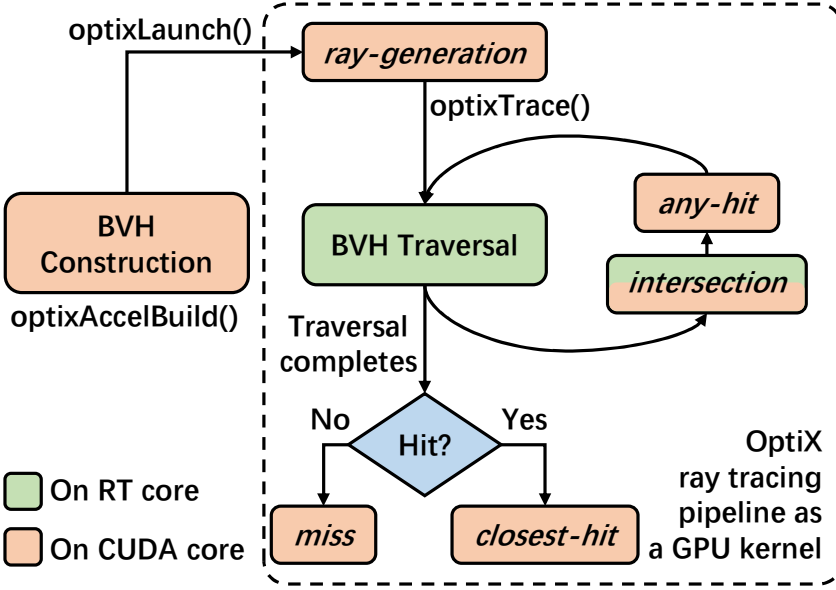 optixLaunch()
ray-generation
optixTrace()
BVH
Construction
optixAccelBuild()
BVH Traversal
any-hit
intersection
Traversal
completes
Hit?
No
Yes
miss
closest-hit
On RT core
On CUDA core
OptiX
ray tracing
pipeline as
a GPU kernel